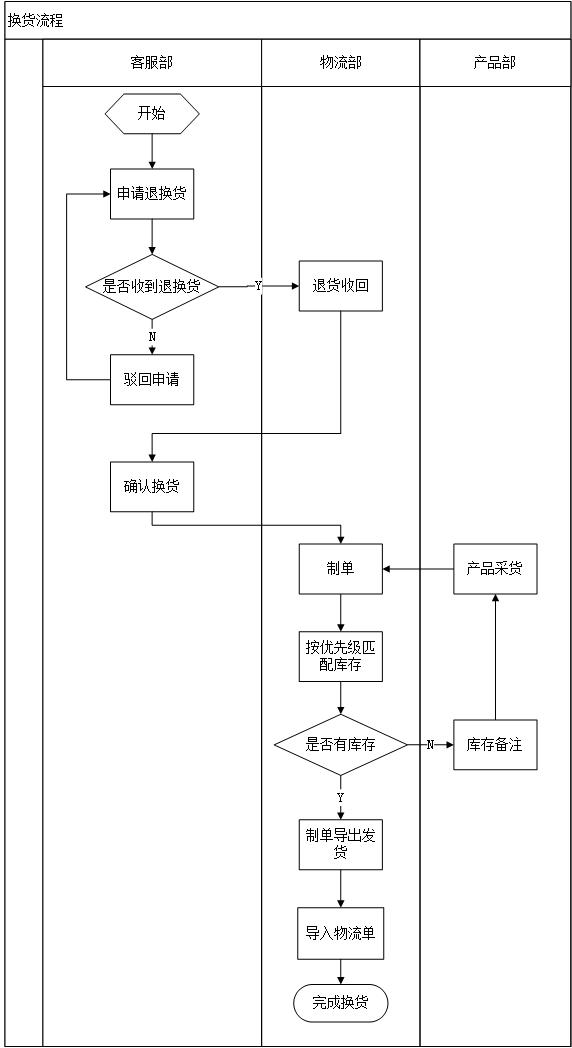 换货流程
客服部
物流部
产品部
开始
申请退换货
是否收到退换货
Y
退货收回
N
驳回申请
确认换货
制单
产品采货
按优先级匹
配库存
是否有库存
N
库存备注
Y
制单导出发
货
导入物流单
完成换货